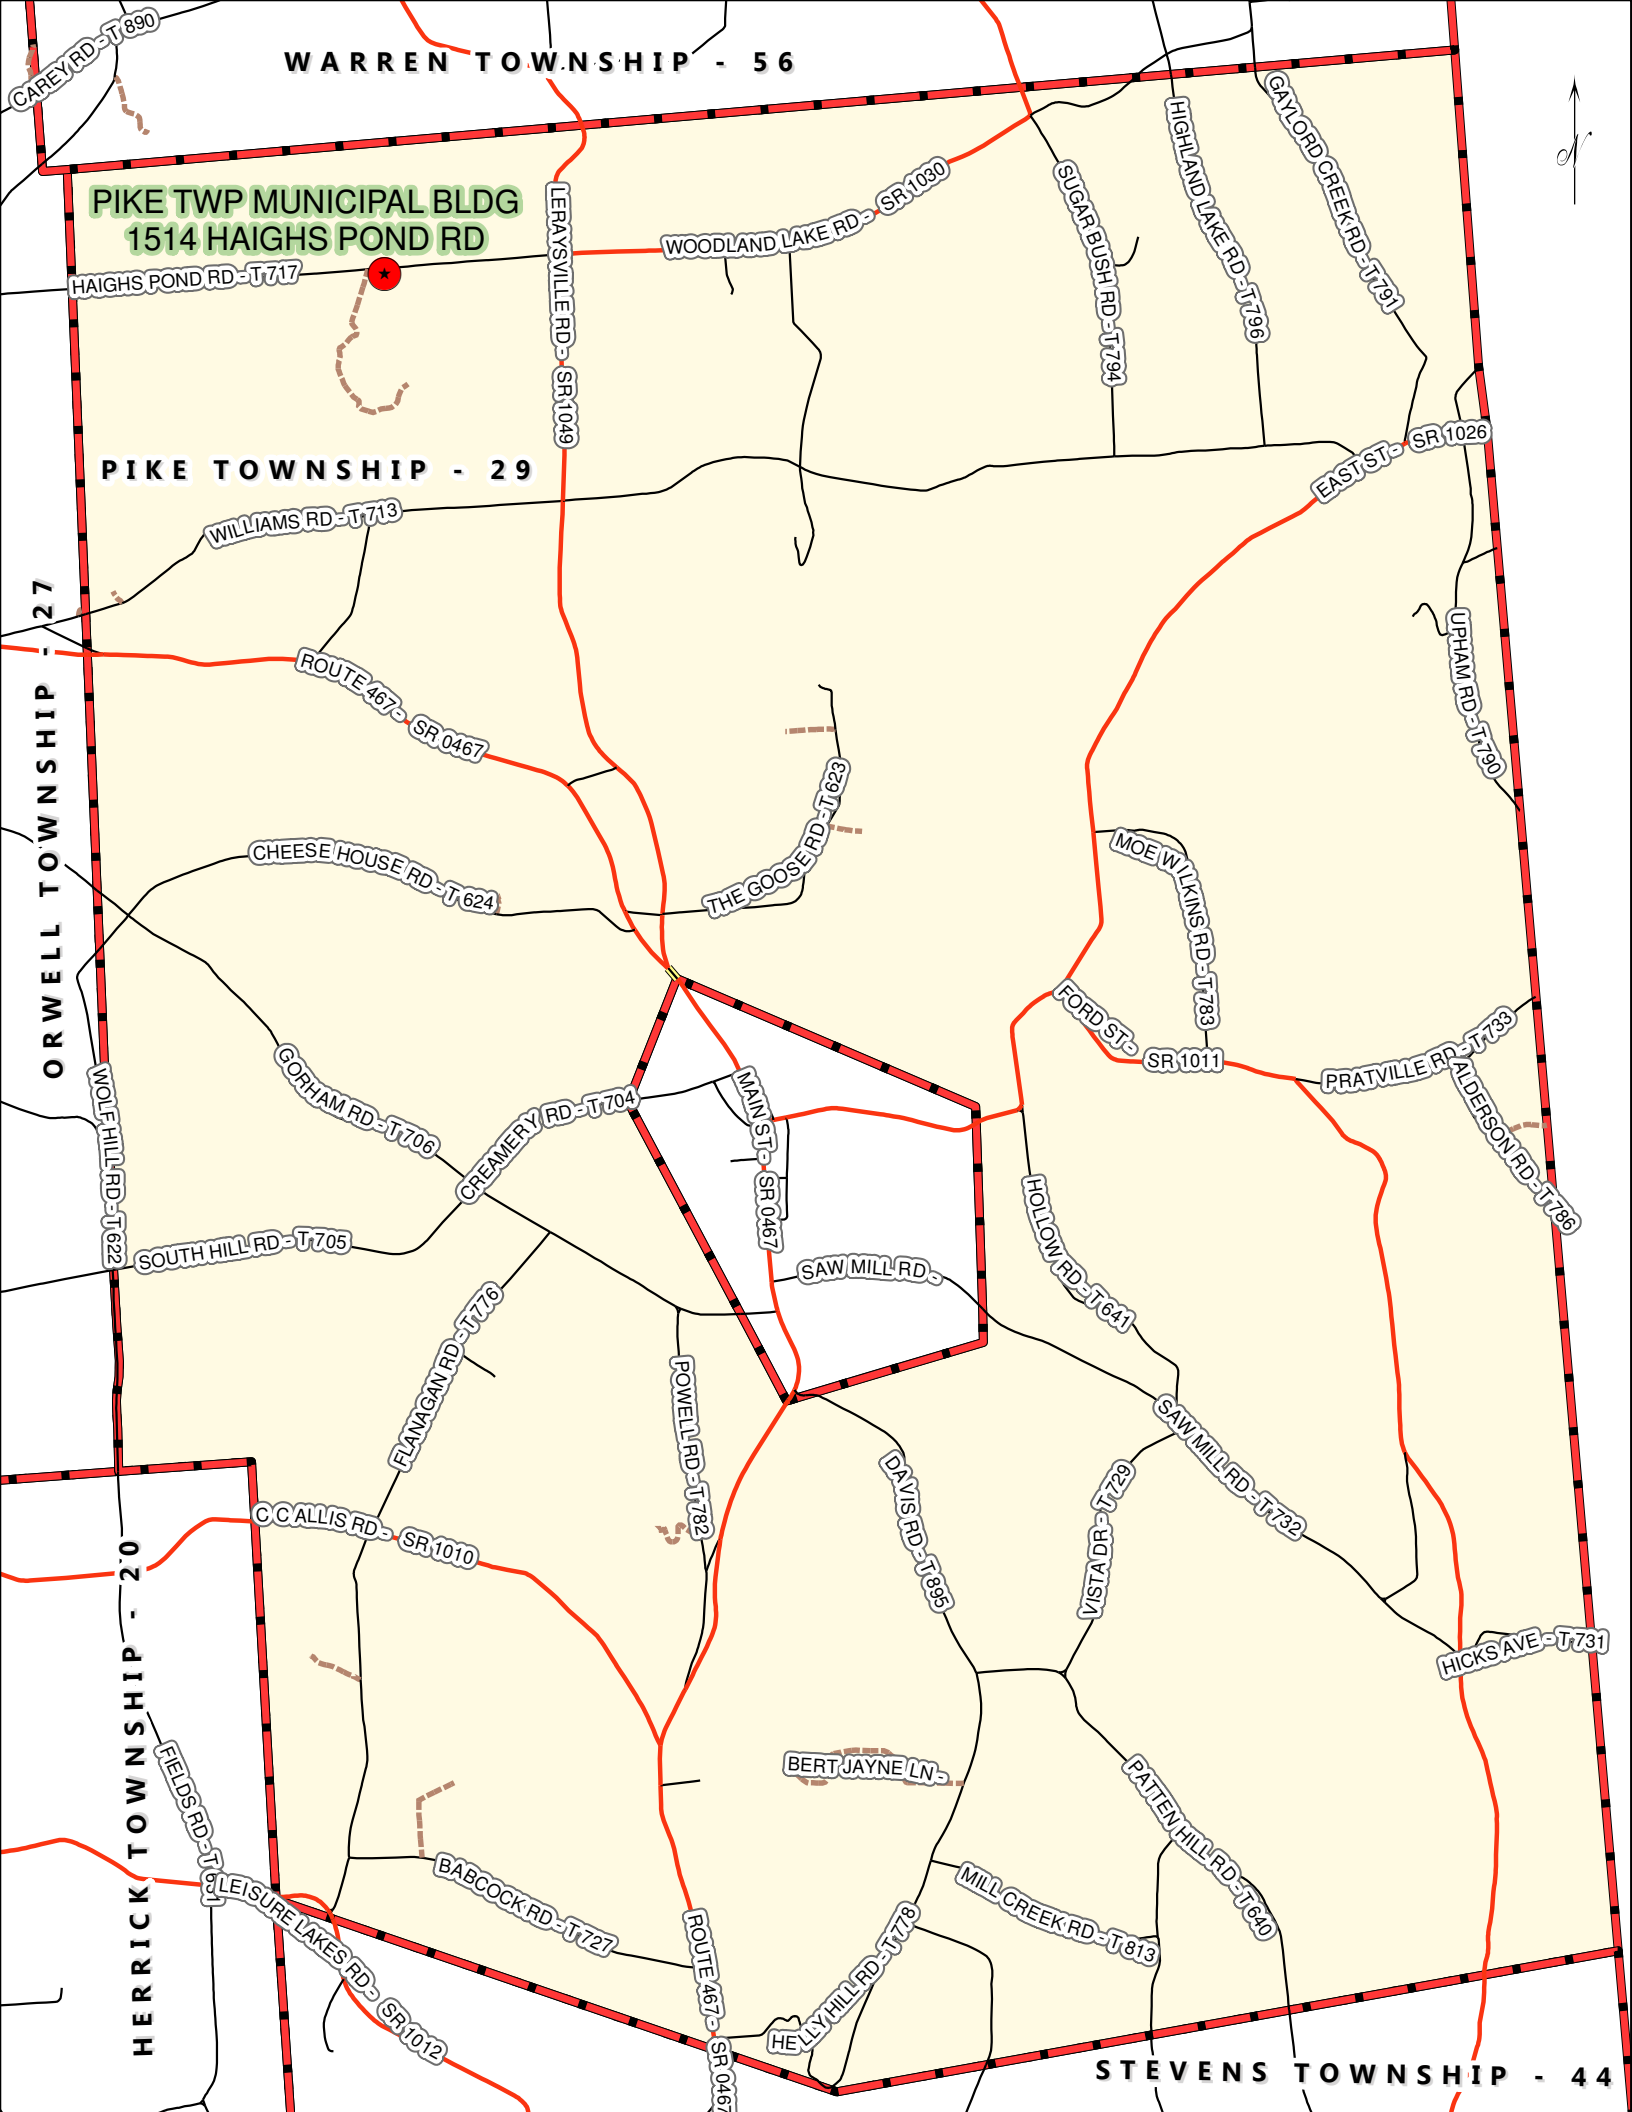 CAREY RD - T 890
WARREN TOWNSHIP - 56
PIKE TWP MUNICIPAL BLDG
1514 HAIGHS POND RD
HAIGHS POND RD - T 717
LERAYSVILLE RD - SR 1049
WOODLAND LAKE RD - SR 1030
SUGAR BUSH RD - T 794
HIGHLAND LAKE RD - T 796
GAYLORD CREEK RD - T 791
N
PIKE TOWNSHIP - 29
EAST ST - SR 1026
WILLIAMS RD - T 713
ORWELL TOWNSHIP - 27
ROUTE 467 - SR 0467
UPHAM RD - T 790
THE GOOSE RD - T 623
CHEESE HOUSE RD - T 624
MOE WILKINS RD - T 783
FORD ST - SR 1011
PRATVILLE RD - T 733
ALDERSON RD - T 786
WOLF HILL RD - T 622
GORHAM RD - T 706
CREAMERY RD - T 704
MAIN ST - SR 0467
SOUTH HILL RD - T 705
SAW MILL RD -
HOLLOW RD - T 641
FLANAGAN RD - T 776
POWELL RD - T 782
DAVIS RD - T 895
VISTA DR - T 729
SAW MILL RD - T 732
C C ALLIS RD - SR 1010
HICKS AVE - T 731
HERRICK TOWNSHIP - 20
FIELDS RD - T
BERT JAYNE LN -
PATTEN HILL RD - T 640
BABCOCK RD - T 727
MILL CREEK RD - T 813
LEISURE LAKES RD - SR 1012
HELLY HILL RD - T 778
ROUTE 467 - SR 0467
STEVENS TOWNSHIP - 44